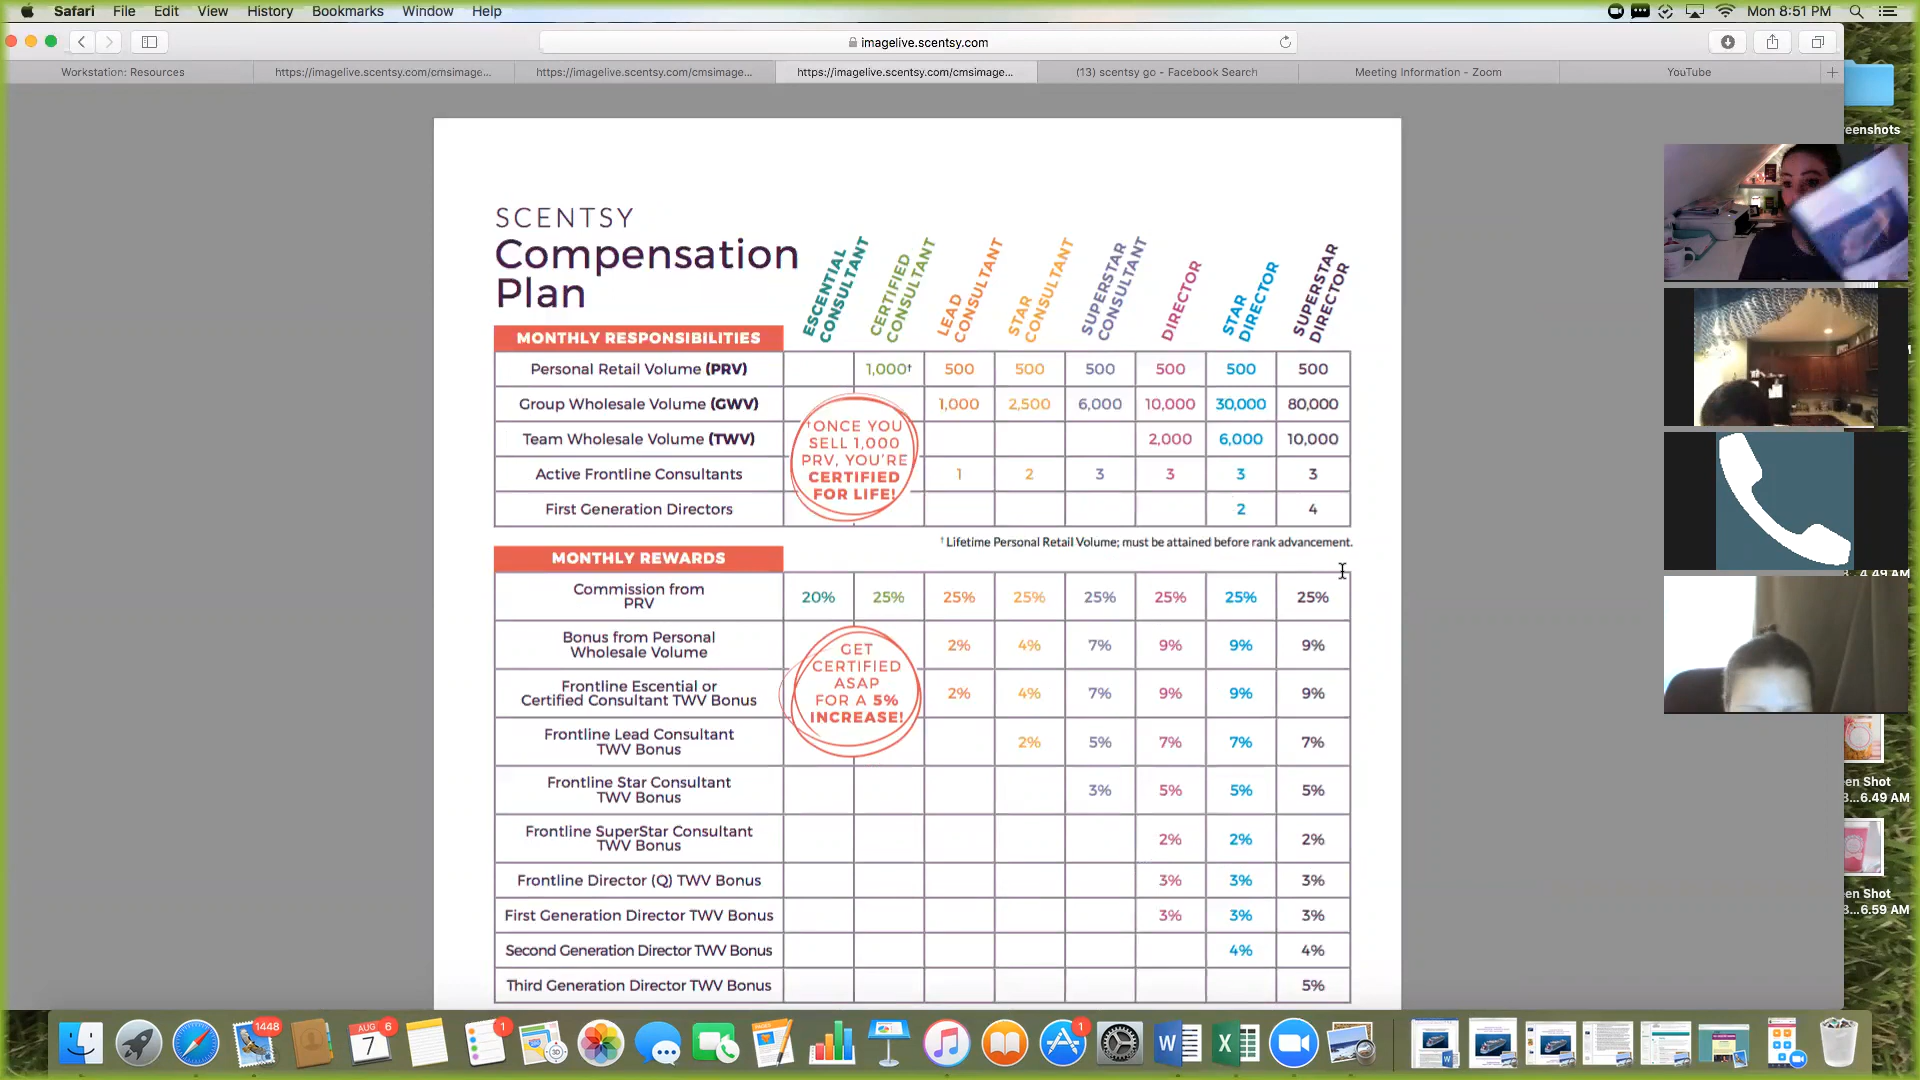 Safari File Edit View History Bookmarks Window Help
Mon 8:51 PM
imagelive.scentsy.com
Workstation: Resources
https://imagelive.scentsy.com/cmsimage...
https://imagelive.scentsy.com/cmsimage...
https://imagelive.scentsy.com/cmsimage...
(13) scentsy go - Facebook Search
Meeting Information - Zoom
YouTube
reenshots
SCENTSY
Compensation
Plan
ESCENTIAL
CONSULTANT
CERTIFIED
CONSULTANT
LEAD
CONSULTANT
STAR
CONSULTANT
SUPERSTAR
CONSULTANT
DIRECTOR
STAR
DIRECTOR
SUPERSTAR
DIRECTOR
MONTHLY RESPONSIBILITIES
Personal Retail Volume (PRV) 1,000† 500 500 500 500 500 500
Group Wholesale Volume (GWV) 1,000 2,500 6,000 10,000 30,000 80,000
Team Wholesale Volume (TWV) 2,000 6,000 10,000
Active Frontline Consultants 1 2 3 3 3 3
First Generation Directors 2 4
†ONCE YOU
SELL 1,000
PRV, YOU'RE
CERTIFIED
FOR LIFE!
† Lifetime Personal Retail Volume; must be attained before rank advancement.
MONTHLY REWARDS
Commission from
PRV
20% 25% 25% 25% 25% 25% 25% 25%
Bonus from Personal
Wholesale Volume
2% 4% 7% 9% 9% 9%
Frontline Escential or
Certified Consultant TWV Bonus
2% 4% 7% 9% 9% 9%
GET
CERTIFIED
ASAP
FOR A 5%
INCREASE!
Frontline Lead Consultant
TWV Bonus
2% 5% 7% 7% 7%
Frontline Star Consultant
TWV Bonus
3% 5% 5% 5%
Frontline SuperStar Consultant
TWV Bonus
2% 2% 2%
Frontline Director (Q) TWV Bonus 3% 3% 3%
First Generation Director TWV Bonus 3% 3% 3%
Second Generation Director TWV Bonus 4% 4%
Third Generation Director TWV Bonus 5%
en Shot
8...6.49 AM
en Shot
8...6.59 AM
1448
AUG 6
7
1
1